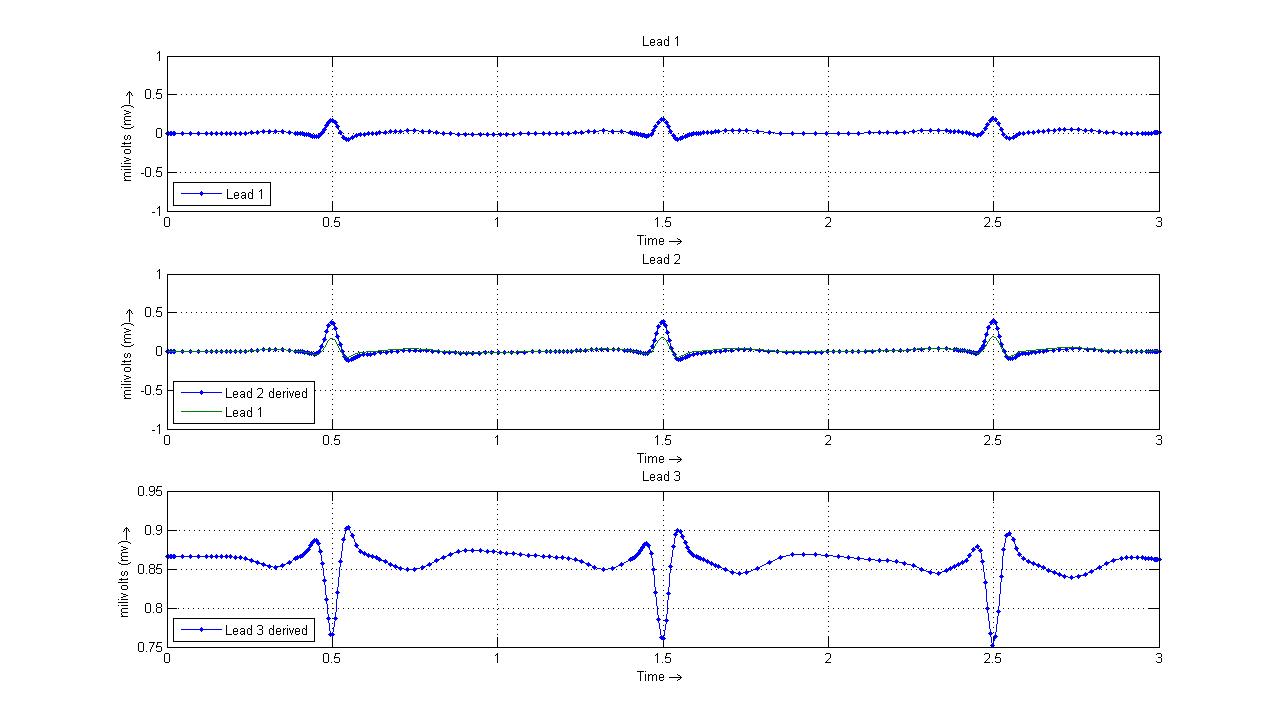 Lead 1
1
0.5
0
-0.5
-1
milivolts (mv)→
Lead 1
0 0.5 1 1.5 2 2.5 3
Time →
Lead 2
1
0.5
0
-0.5
-1
milivolts (mv)→
Lead 2 derived
Lead 1
0 0.5 1 1.5 2 2.5 3
Time →
Lead 3
0.95
0.9
0.85
0.8
0.75
milivolts (mv)→
Lead 3 derived
0 0.5 1 1.5 2 2.5 3
Time →